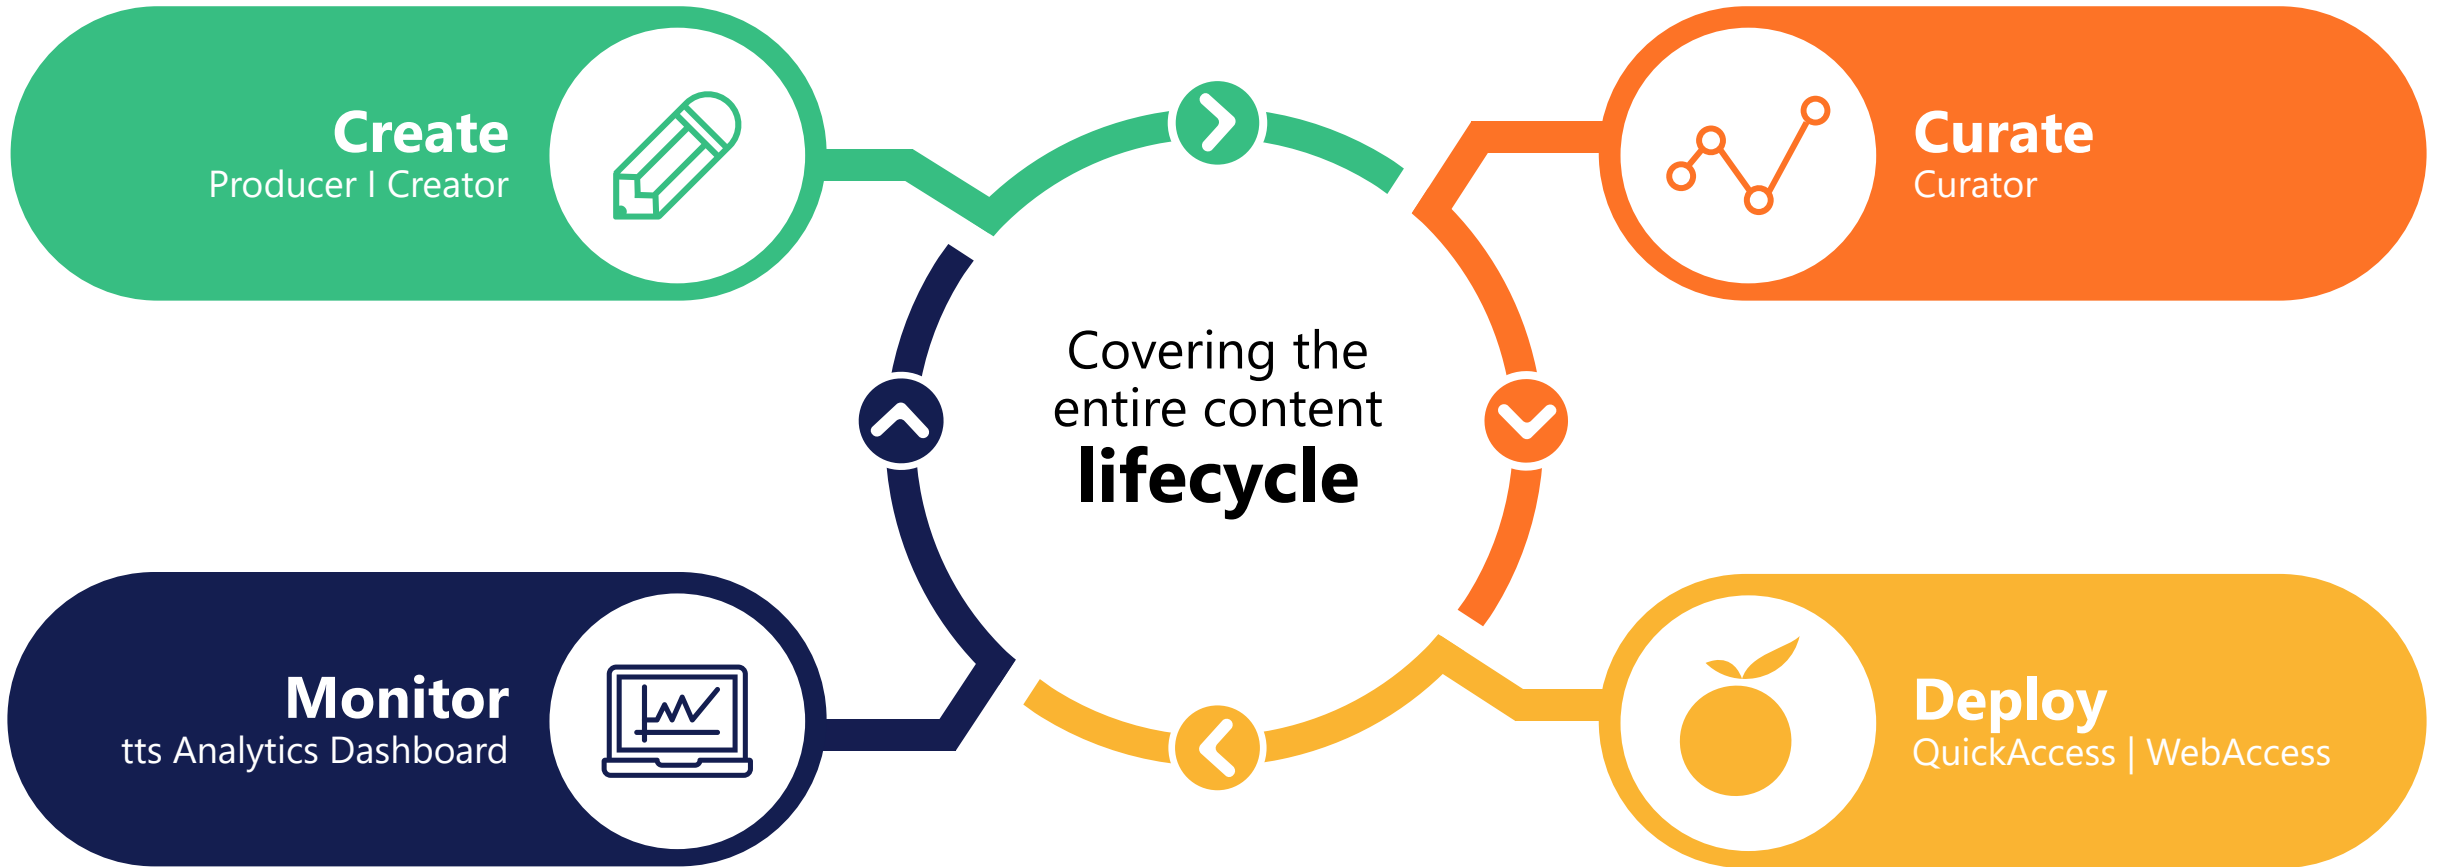 Create
Producer I Creator
Curate
Curator
Covering the
entire content
lifecycle
Monitor
tts Analytics Dashboard
Deploy
QuickAccess | WebAccess